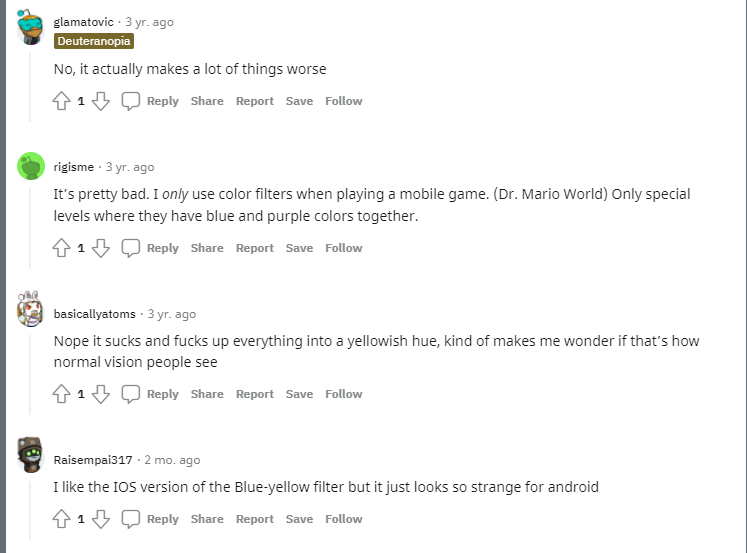 glamatovic · 3 yr. ago
Deuteranopia
No, it actually makes a lot of things worse
1 Reply Share Report Save Follow
rigisme · 3 yr. ago
It's pretty bad. I only use color filters when playing a mobile game. (Dr. Mario World) Only special
levels where they have blue and purple colors together.
1 Reply Share Report Save Follow
basicallyatoms · 3 yr. ago
Nope it sucks and fucks up everything into a yellowish hue, kind of makes me wonder if that's how
normal vision people see
1 Reply Share Report Save Follow
Raisempai317 · 2 mo. ago
I like the IOS version of the Blue-yellow filter but it just looks so strange for android
1 Reply Share Report Save Follow